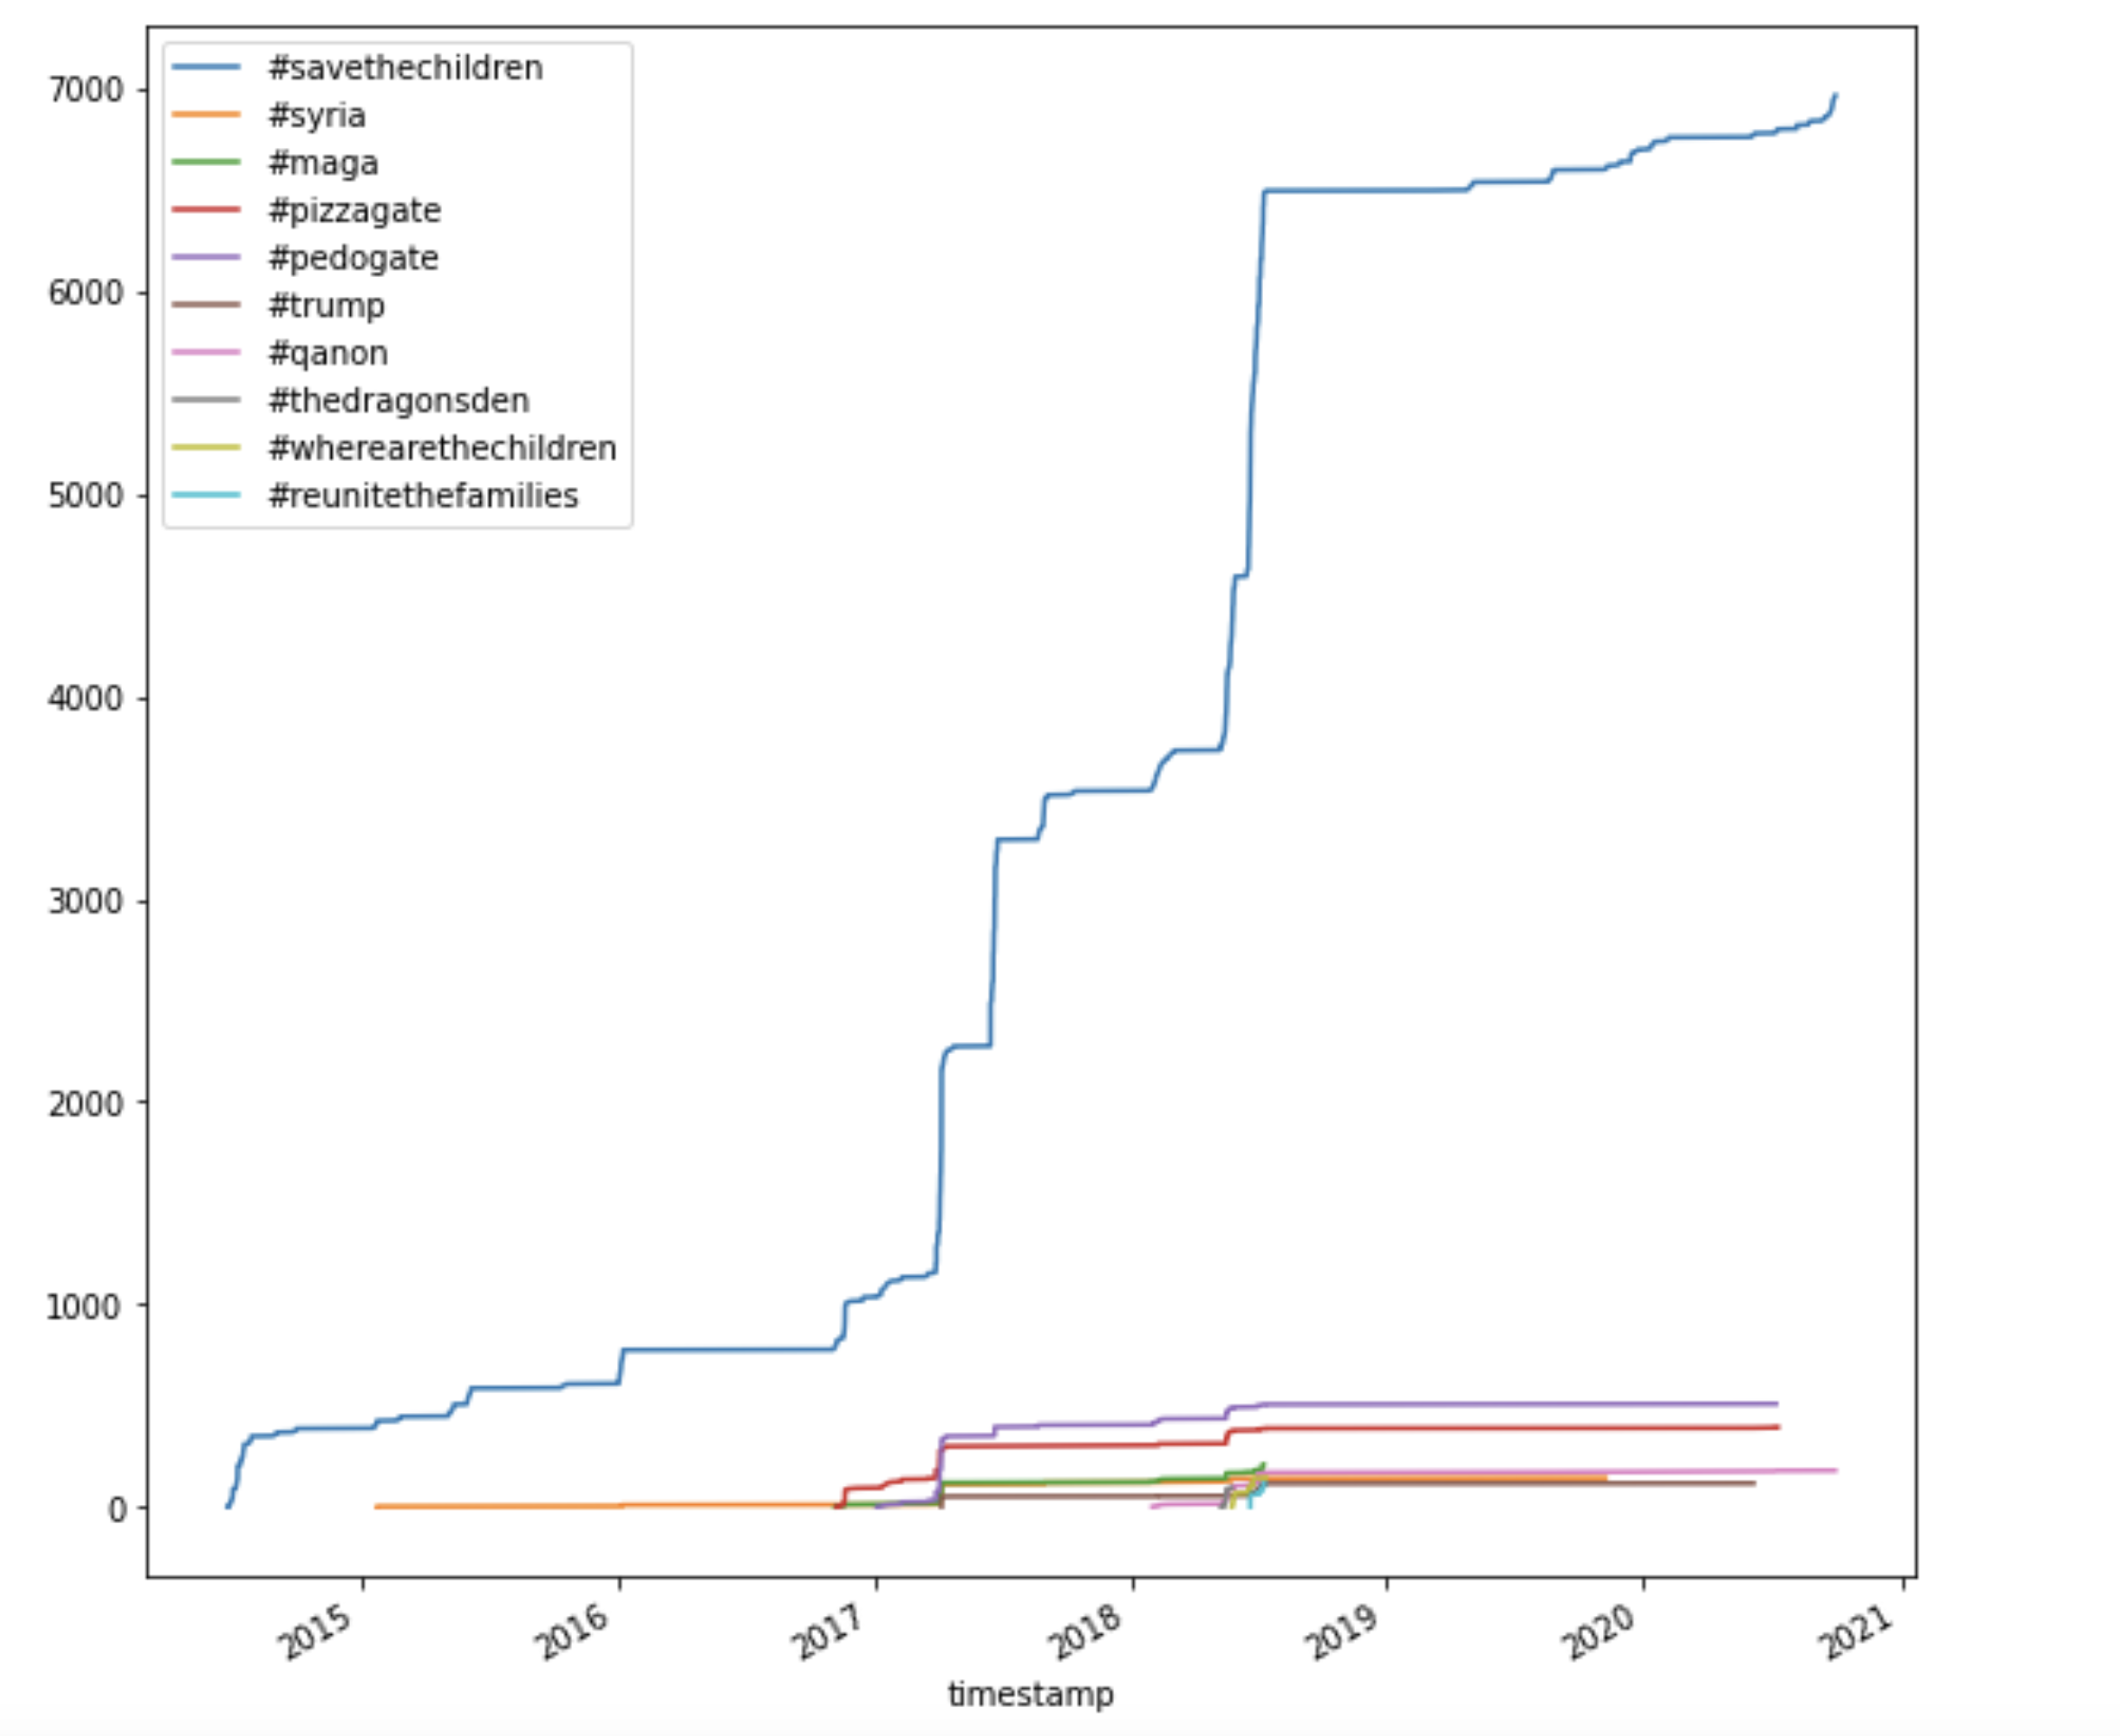 #savethechildren
#syria
#maga
#pizzagate
#pedogate
#trump
#qanon
#thedragonsden
#wherearethechildren
#reunitethefamilies
7000
6000
5000
4000
3000
2000
1000
0
2015 2016 2017 2018 2019 2020 2021
timestamp